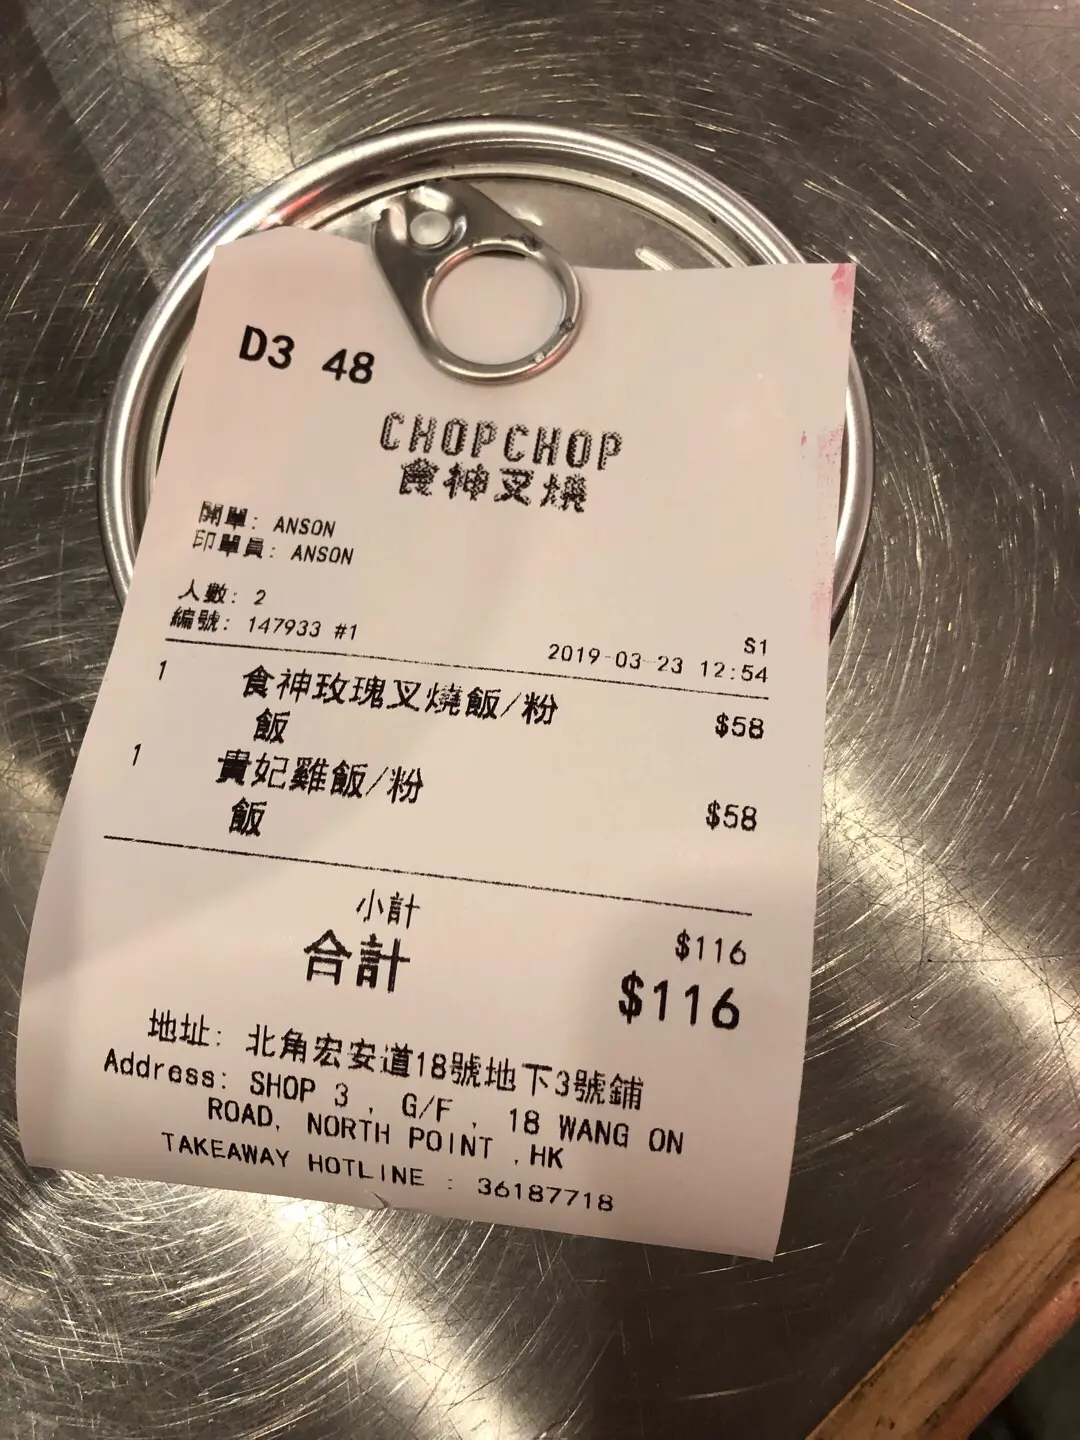 D3 48
CHOPCHOP
食神叉燒
開單: ANSON
印單員: ANSON
人數: 2
編號: 147933 #1
S1
2019-03-23 12:54
1 食神玫瑰叉燒飯/粉 $58
飯
1 貴妃雞飯/粉 $58
飯
小計 $116
合計 $116
地址: 北角宏安道18號地下3號鋪
Address: SHOP 3 , G/F , 18 WANG ON
ROAD, NORTH POINT ,HK
TAKEAWAY HOTLINE : 36187718